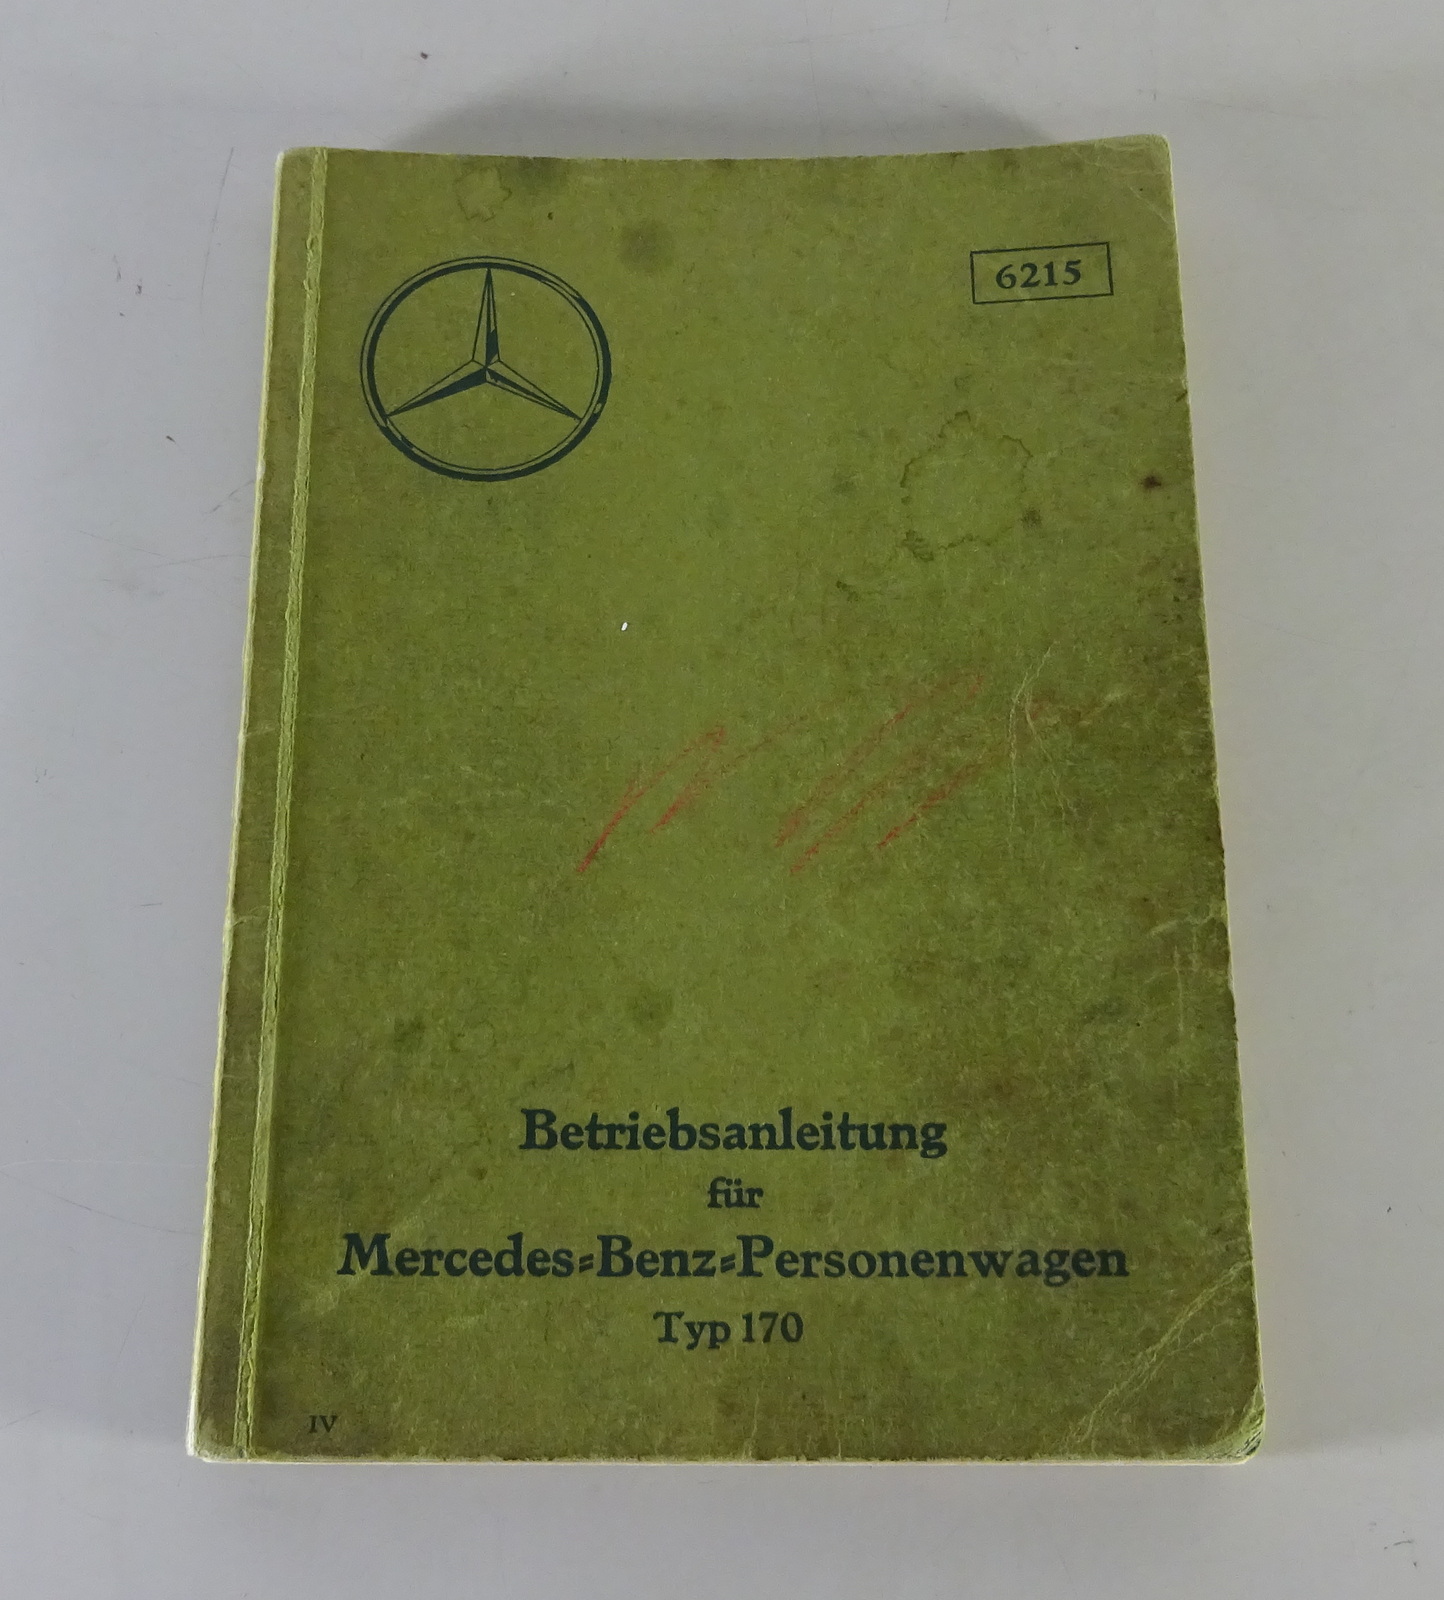 6215
Betriebsanleitung
für
Mercedes=Benz=Personenwagen
Typ 170
IV